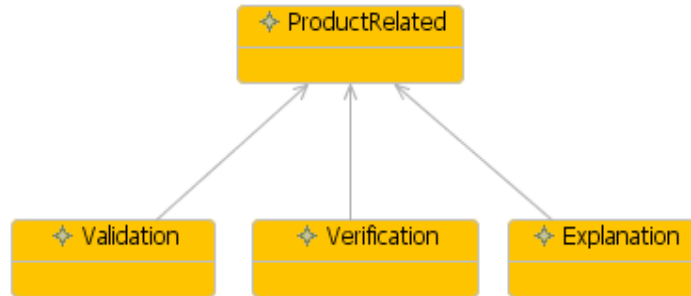 ProductRelated
Validation
Verification
Explanation